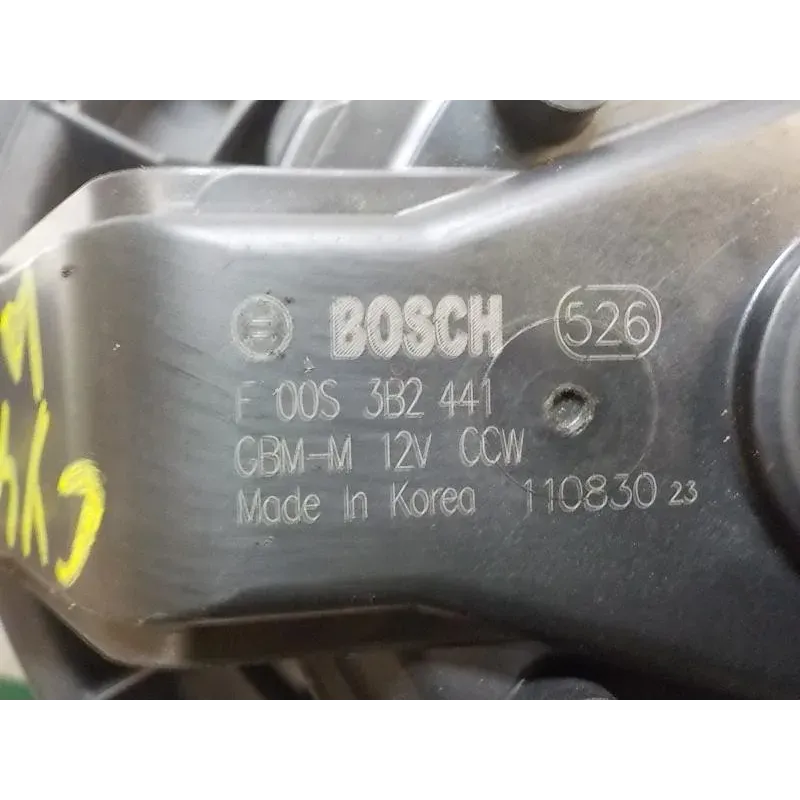 BOSCH 526
F 00S 3B2 441
GBM-M 12V CCW
Made In Korea 110830 23